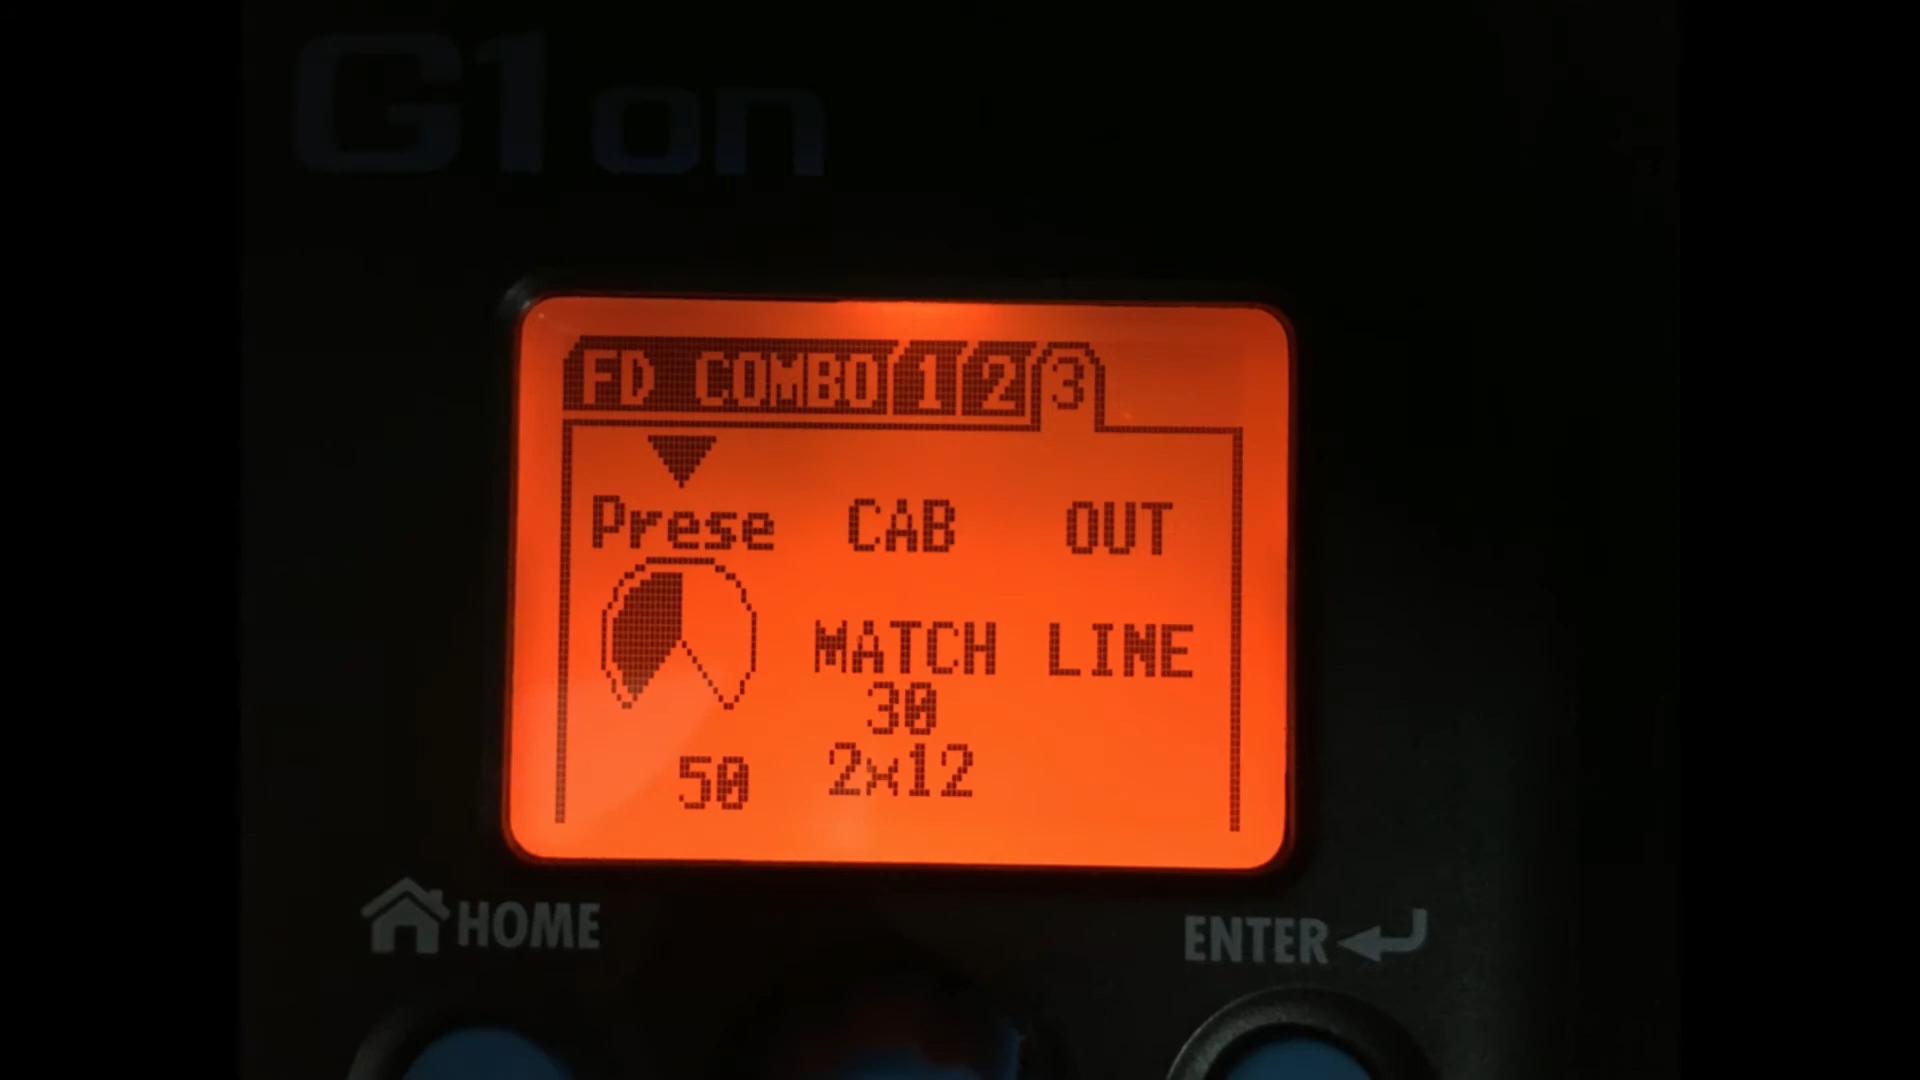 G1on
FD COMBO 1 2 3
Prese CAB OUT
MATCH LINE
30
50 2x12
HOME ENTER